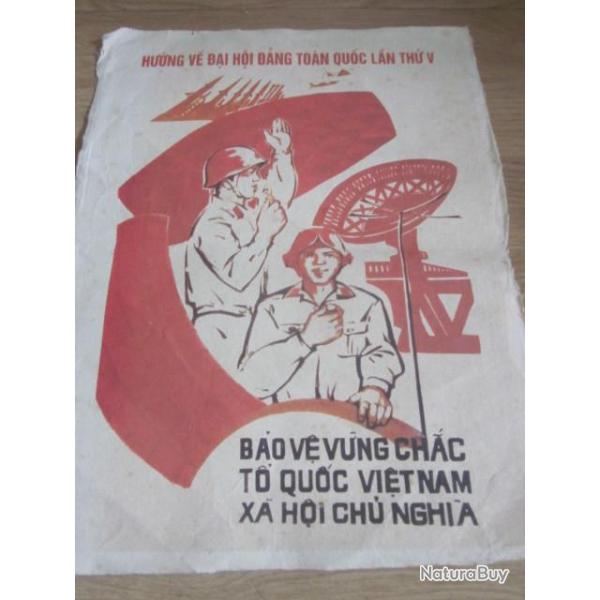 HƯỚNG VỀ ĐẠI HỘI ĐẢNG TOÀN QUỐC LẦN THỨ V
BẢO VỆ VỮNG CHẮC
TỔ QUỐC VIỆT NAM
XÃ HỘI CHỦ NGHĨA
NaturaBuy